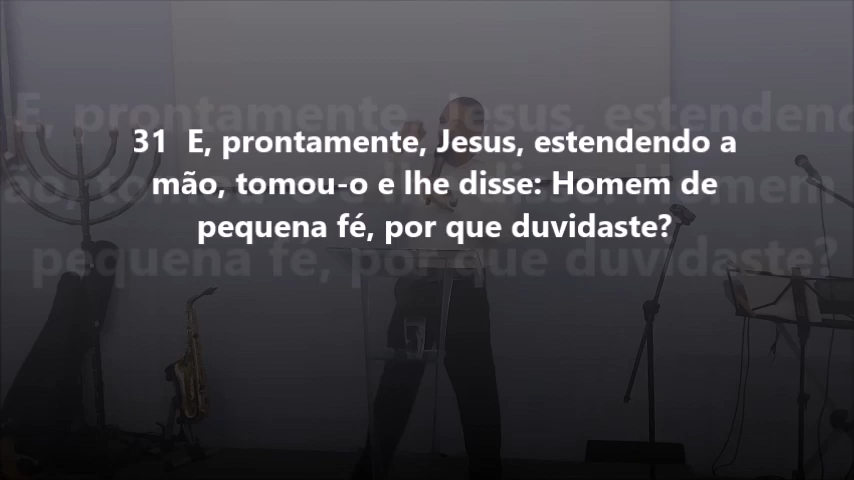 31  E, prontamente, Jesus, estendendo a
mão, tomou-o e lhe disse: Homem de
pequena fé, por que duvidaste?